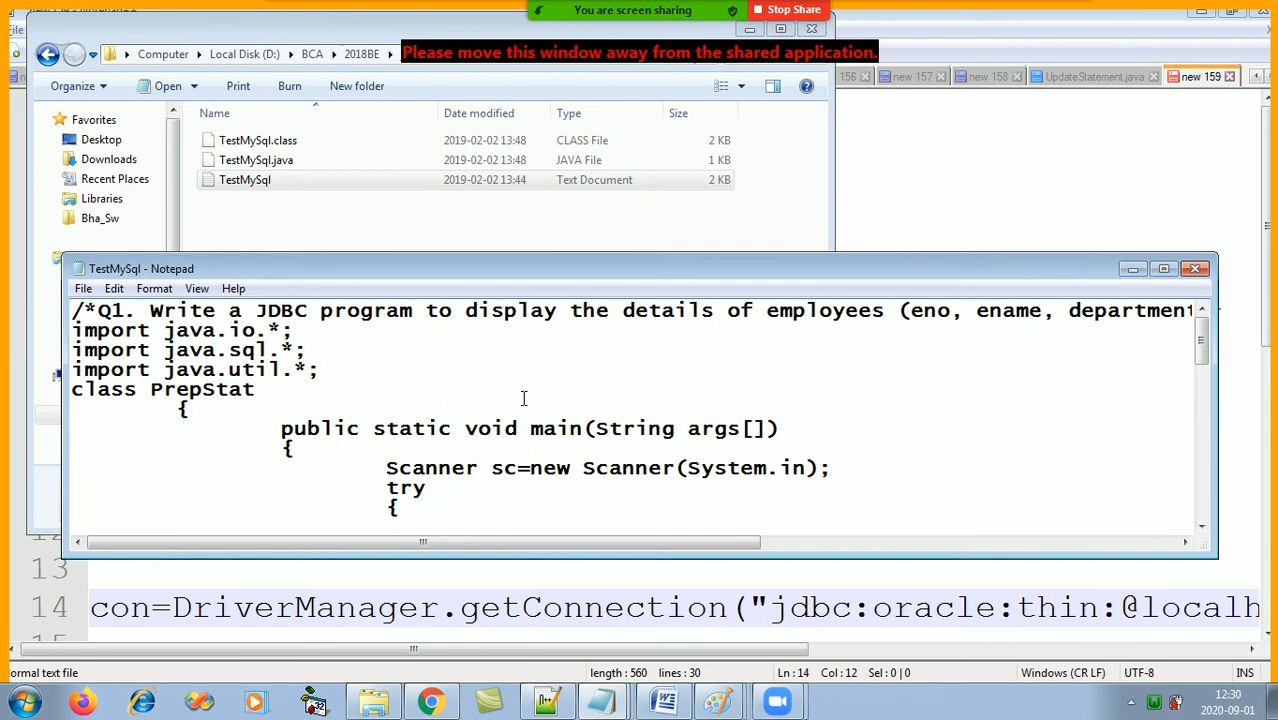 You are screen sharing
Stop Share
File
Computer
Local Disk (D:)
BCA
2018BE
Please move this window away from the shared application.
156
new 157
new 158
UpdateStatement.java
new 159
Organize
Open
Print
Burn
New folder
Favorites
Desktop
Downloads
Recent Places
Libraries
Bha_Sw
Name
Date modified
Type
Size
TestMySql.class
2019-02-02 13:48
CLASS File
2 KB
TestMySql.java
2019-02-02 13:48
JAVA File
1 KB
TestMySql
2019-02-02 13:44
Text Document
2 KB
TestMySql - Notepad
File Edit Format View Help
/*Q1. Write a JDBC program to display the details of employees (eno, ename, department
import java.io.*;
import java.sql.*;
import java.util.*;
class PrepStat
{
public static void main(String args[])
{
Scanner sc=new Scanner(System.in);
try
{
13
14 con=DriverManager.getConnection("jdbc:oracle:thin:@localh
ormal text file
length : 560 lines : 30
Ln : 14 Col : 12 Sel : 0 | 0
Windows (CR LF)
UTF-8
INS
12:30
2020-09-01